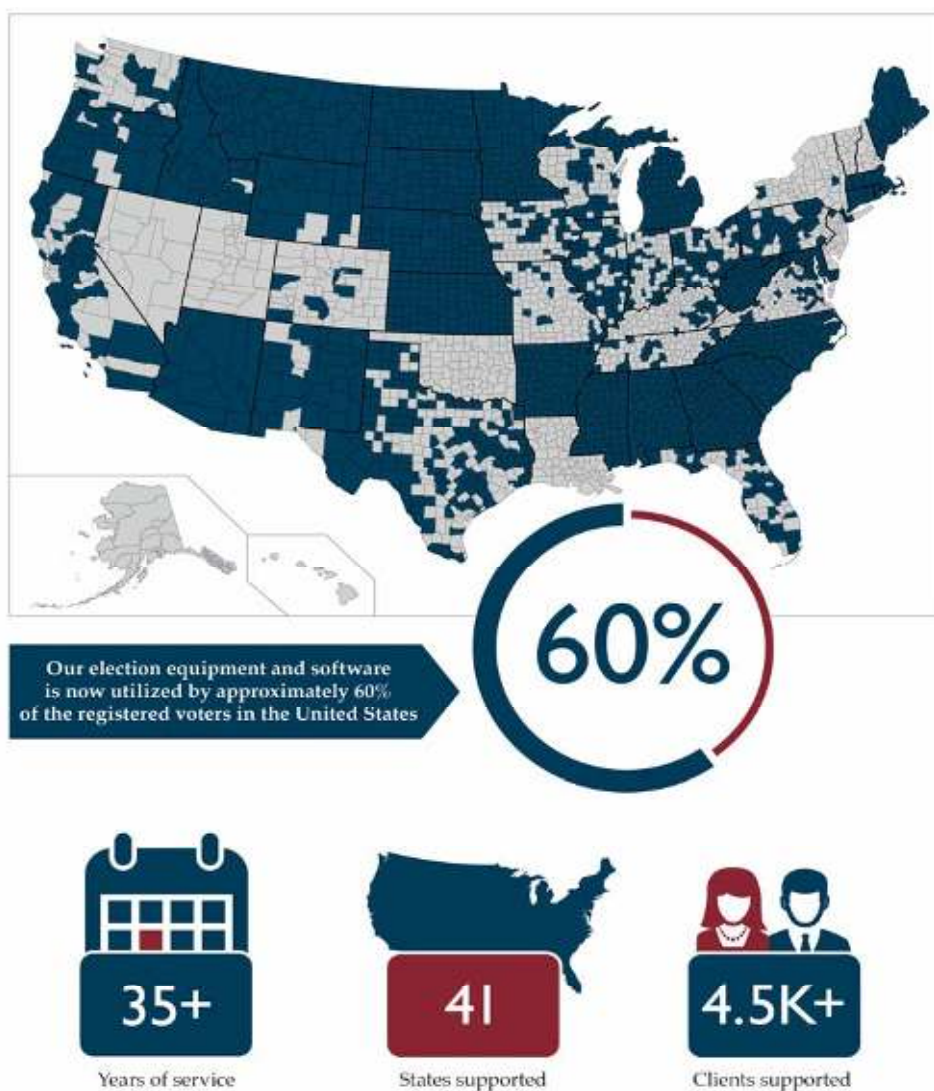 60%
Our election equipment and software
is now utilized by approximately 60%
of the registered voters in the United States
35+
41
4.5K+
Years of service
States supported
Clients supported